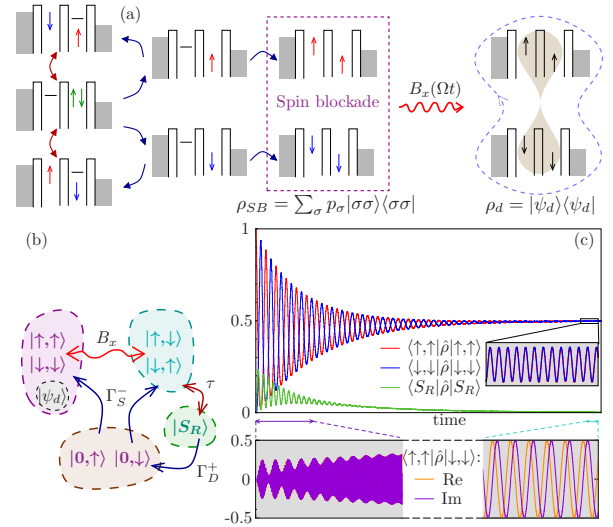 (a)
Spin blockade
B_x(Ωt)
ρ_SB = ∑_σ p_σ|σσ⟩⟨σσ|
ρ_d = |ψ_d⟩⟨ψ_d|
(b)
|↑,↑⟩
|↓,↓⟩
|ψ_d⟩
B_x
|↑,↓⟩
|↓,↑⟩
Γ_S^-
τ
|S_R⟩
|0,↑⟩ |0,↓⟩
Γ_D^+
(c)
1
0.5
0
⟨↑,↑|ρ̂|↑,↑⟩
⟨↓,↓|ρ̂|↓,↓⟩
⟨S_R|ρ̂|S_R⟩
time
0.5
0
-0.5
⟨↑,↑|ρ̂|↓,↓⟩:
Re
Im